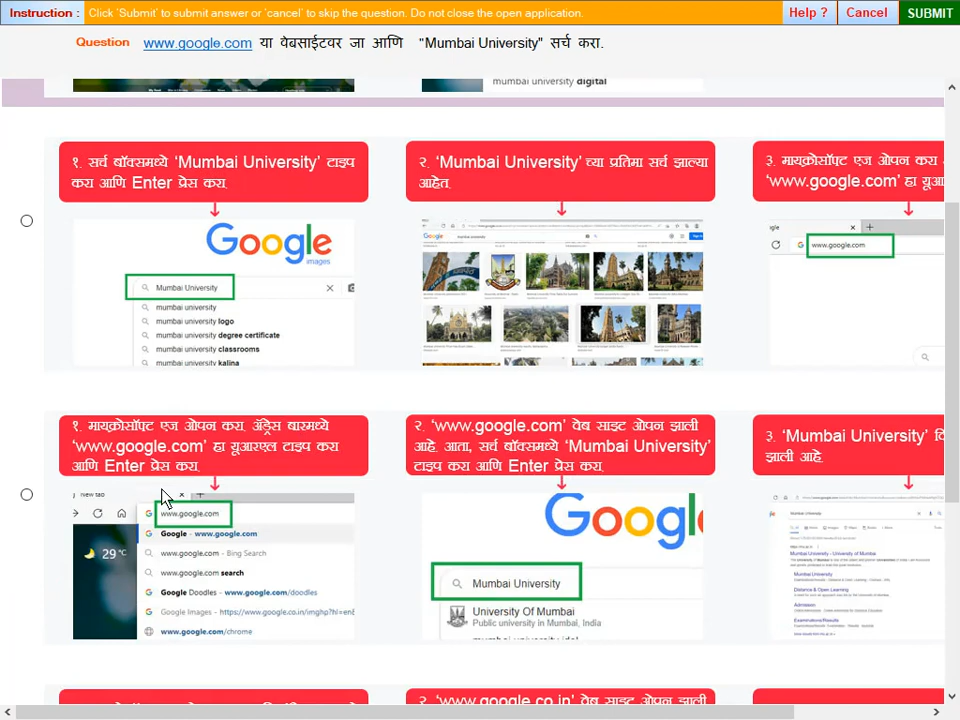 Instruction : Click 'Submit' to submit answer or 'cancel' to skip the question. Do not close the open application. Help ? Cancel SUBMIT
Question www.google.com या वेबसाईटवर जा आणि “Mumbai University" सर्च करा.
mumbai university digital
१. सर्च बॉक्समध्ये 'Mumbai University' टाइप
करा आणि Enter प्रेस करा.
Google
images
Mumbai University
mumbai university
mumbai university logo
mumbai university degree certificate
mumbai university classrooms
mumbai university kalina
२. 'Mumbai University' च्या प्रतिमा सर्च झाल्या
आहेत.
Google
३. मायक्रोसॉफ्ट एज ओपन करा
'www.google.com' हा यूआ
gle
www.google.com
१. मायक्रोसॉफ्ट एज ओपन करा. अ‍ॅड्रेस बारमध्ये
'www.google.com' हा यूआरएल टाइप करा
आणि Enter प्रेस करा.
New tab
www.google.com
29 °C
Google - www.google.com
www.google.com - Bing Search
www.google.com search
Google Doodles - www.google.com/doodles
Google Images - https://www.google.co.in/imghp?hl=en&
www.google.com/chrome
२. 'www.google.com' वेब साइट ओपन झाली
आहे. आता, सर्च बॉक्समध्ये 'Mumbai University'
टाइप करा आणि Enter प्रेस करा.
Google
Mumbai University
University Of Mumbai
Public university in Mumbai, India
mumbai university idol
३. 'Mumbai University' वि
झाली आहे.
Mumbai University - University of Mumbai
Mumbai University
Distance & Open Learning
Admission
Examination/Results
२. 'www.google.co.in' वेब साइट ओपन झाली